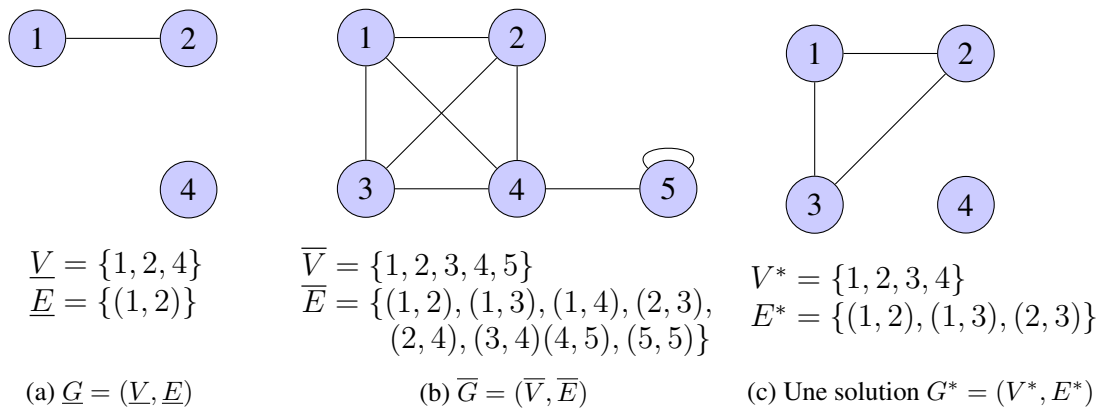 1 2
4
V = {1, 2, 4}
E = {(1, 2)}
(a) G = (V, E)
1 2
3 4 5
V̅ = {1, 2, 3, 4, 5}
E̅ = {(1, 2), (1, 3), (1, 4), (2, 3),
(2, 4), (3, 4)(4, 5), (5, 5)}
(b) G̅ = (V̅, E̅)
1 2
3 4
V* = {1, 2, 3, 4}
E* = {(1, 2), (1, 3), (2, 3)}
(c) Une solution G* = (V*, E*)